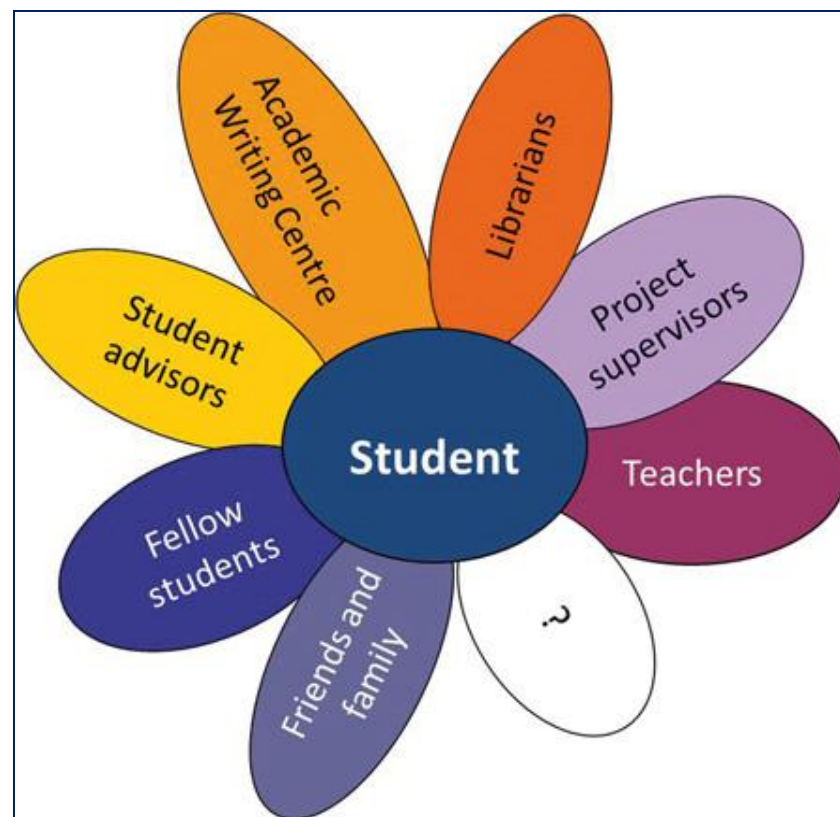 Academic
Writing Centre
Librarians
Project
supervisors
Teachers
?
Friends and
family
Fellow
students
Student
advisors
Student